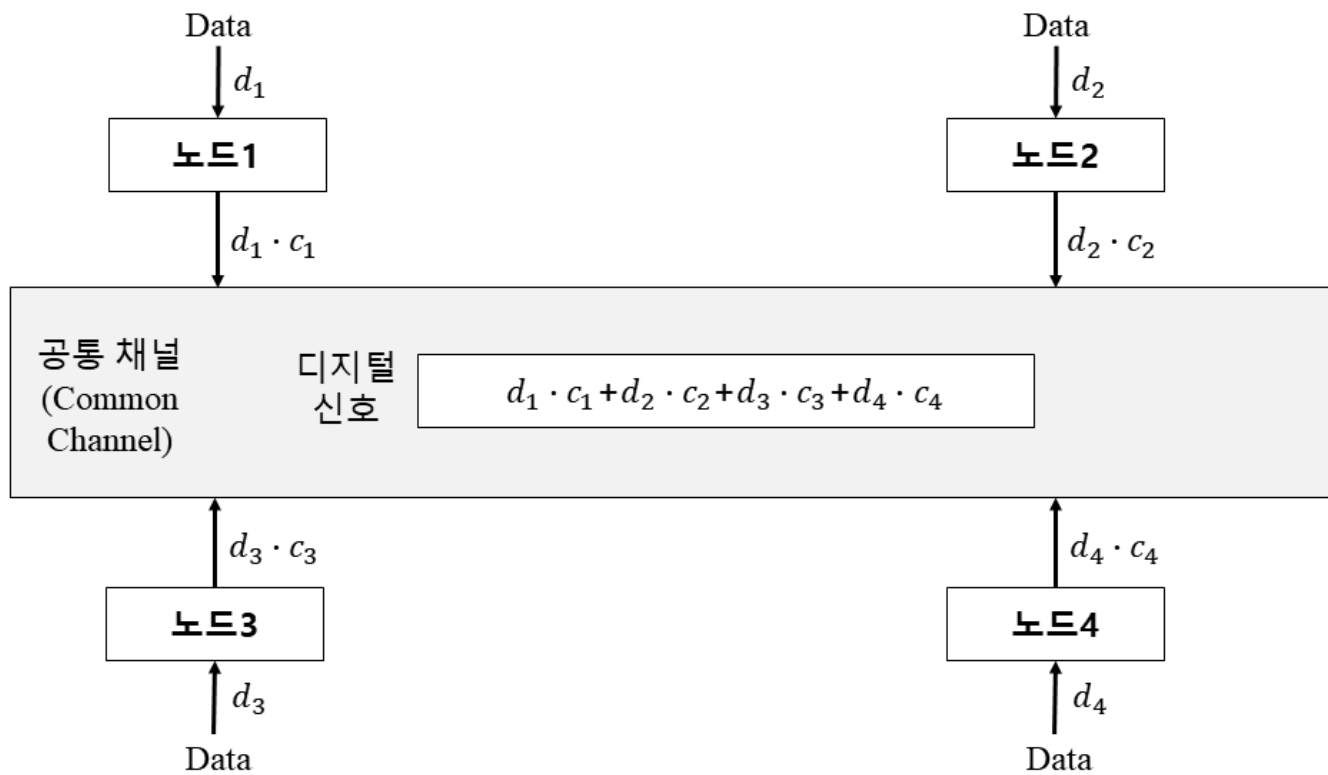 Data
Data
d₁
d₂
노드1
노드2
d₁ · c₁
d₂ · c₂
공통 채널
(Common
Channel)
디지털
신호
d₁ · c₁+d₂ · c₂+d₃ · c₃+d₄ · c₄
d₃ · c₃
d₄ · c₄
노드3
노드4
d₃
d₄
Data
Data